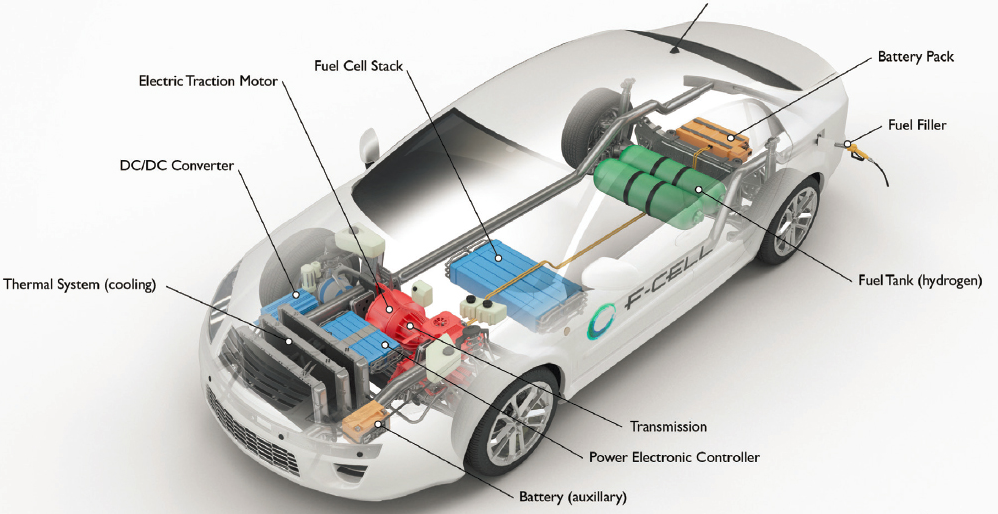 Battery Pack
Fuel Cell Stack
Electric Traction Motor
Fuel Filler
DC/DC Converter
F-CELL
Fuel Tank (hydrogen)
Thermal System (cooling)
Transmission
Power Electronic Controller
Battery (auxillary)